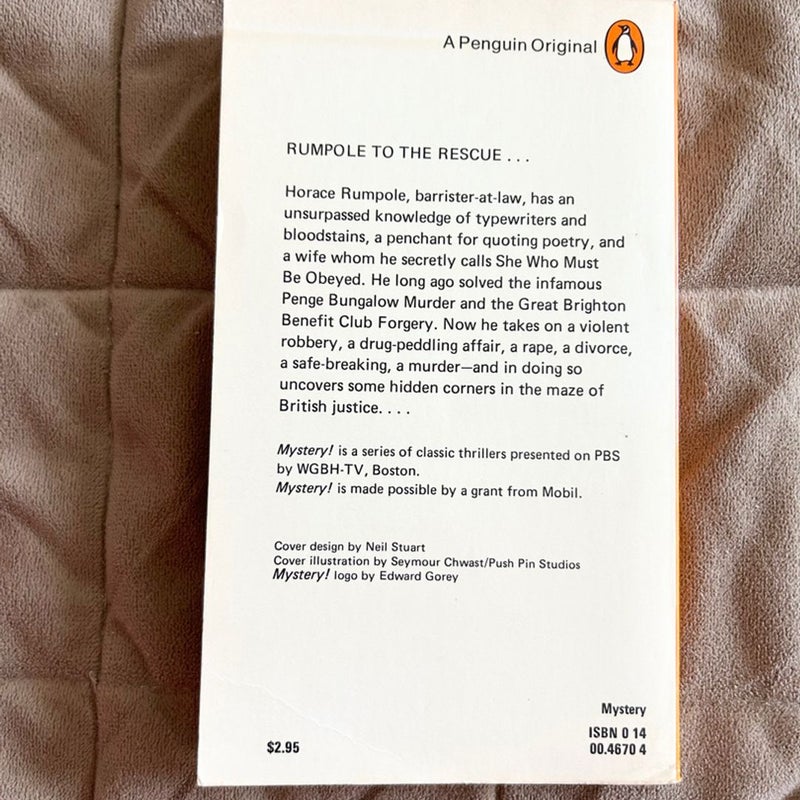 A Penguin Original
RUMPOLE TO THE RESCUE . . .
Horace Rumpole, barrister-at-law, has an
unsurpassed knowledge of typewriters and
bloodstains, a penchant for quoting poetry, and
a wife whom he secretly calls She Who Must
Be Obeyed. He long ago solved the infamous
Penge Bungalow Murder and the Great Brighton
Benefit Club Forgery. Now he takes on a violent
robbery, a drug-peddling affair, a rape, a divorce,
a safe-breaking, a murder—and in doing so
uncovers some hidden corners in the maze of
British justice. . . .
Mystery! is a series of classic thrillers presented on PBS
by WGBH-TV, Boston.
Mystery! is made possible by a grant from Mobil.
Cover design by Neil Stuart
Cover illustration by Seymour Chwast/Push Pin Studios
Mystery! logo by Edward Gorey
Mystery
ISBN 0 14
00.4670 4
$2.95